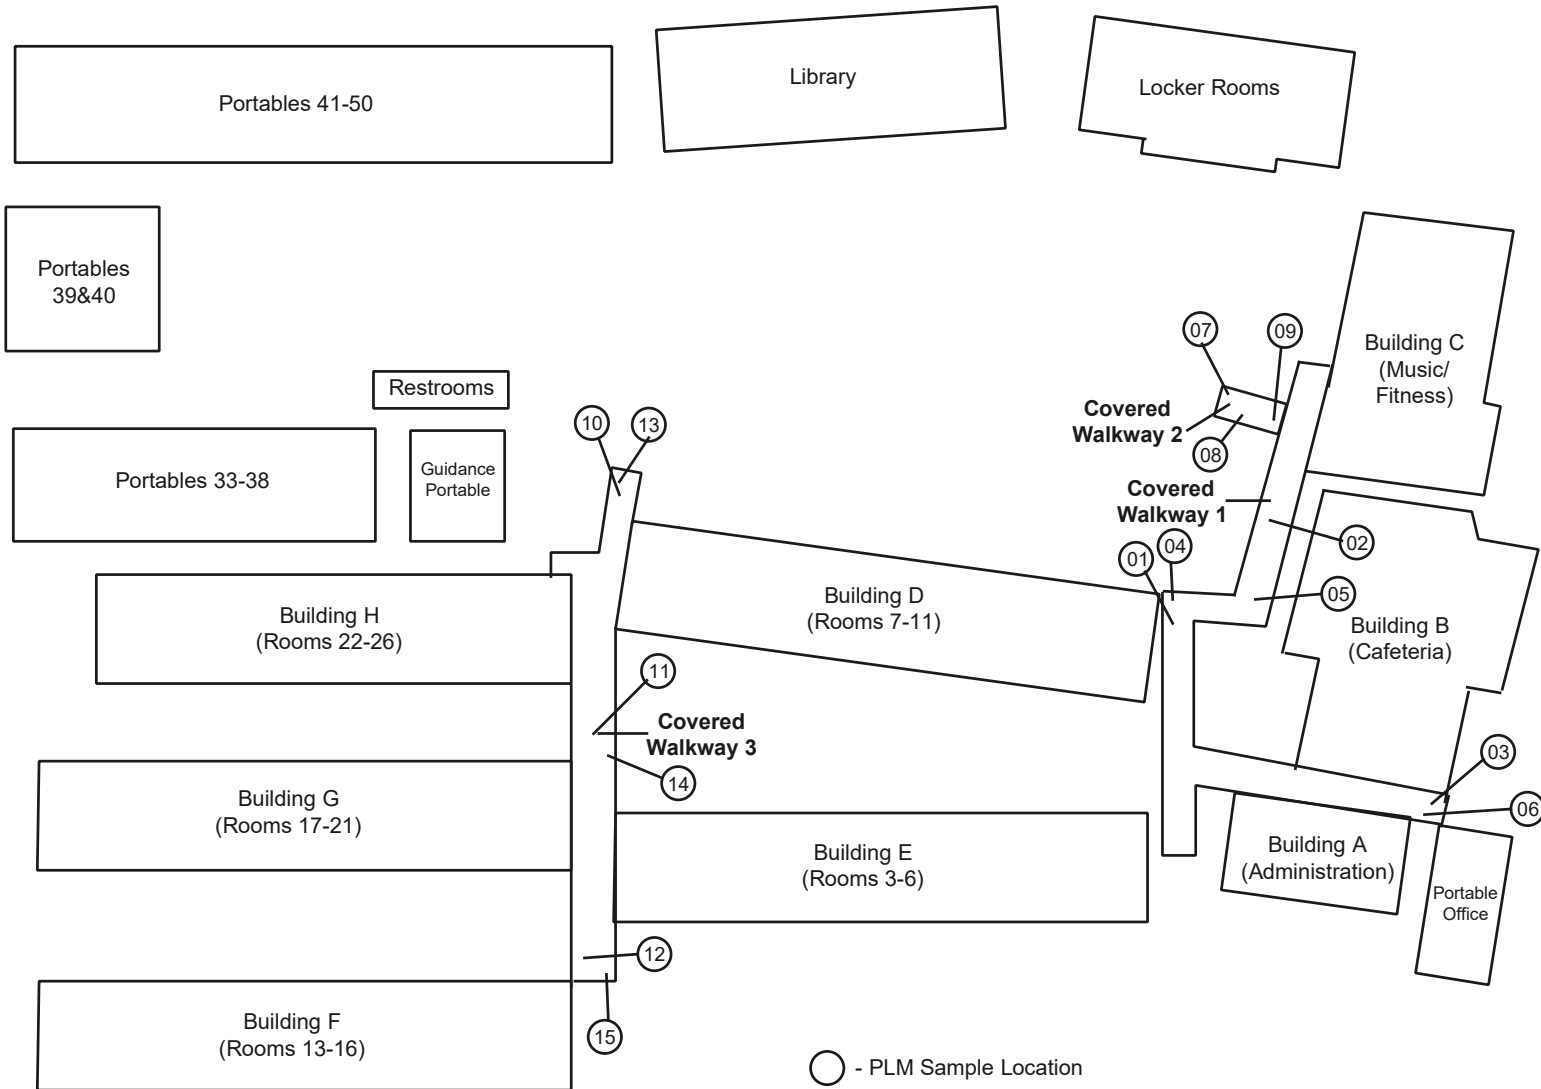 Portables 41-50
Library
Locker Rooms
Portables
39&40
Building C
(Music/
Fitness)
07
09
Restrooms
Covered
Walkway 2
08
10
13
Portables 33-38
Guidance
Portable
Covered
Walkway 1
02
01
04
05
Building H
(Rooms 22-26)
Building D
(Rooms 7-11)
Building B
(Cafeteria)
11
Covered
Walkway 3
14
03
06
Building G
(Rooms 17-21)
Building E
(Rooms 3-6)
Building A
(Administration)
Portable
Office
12
Building F
(Rooms 13-16)
15
- PLM Sample Location